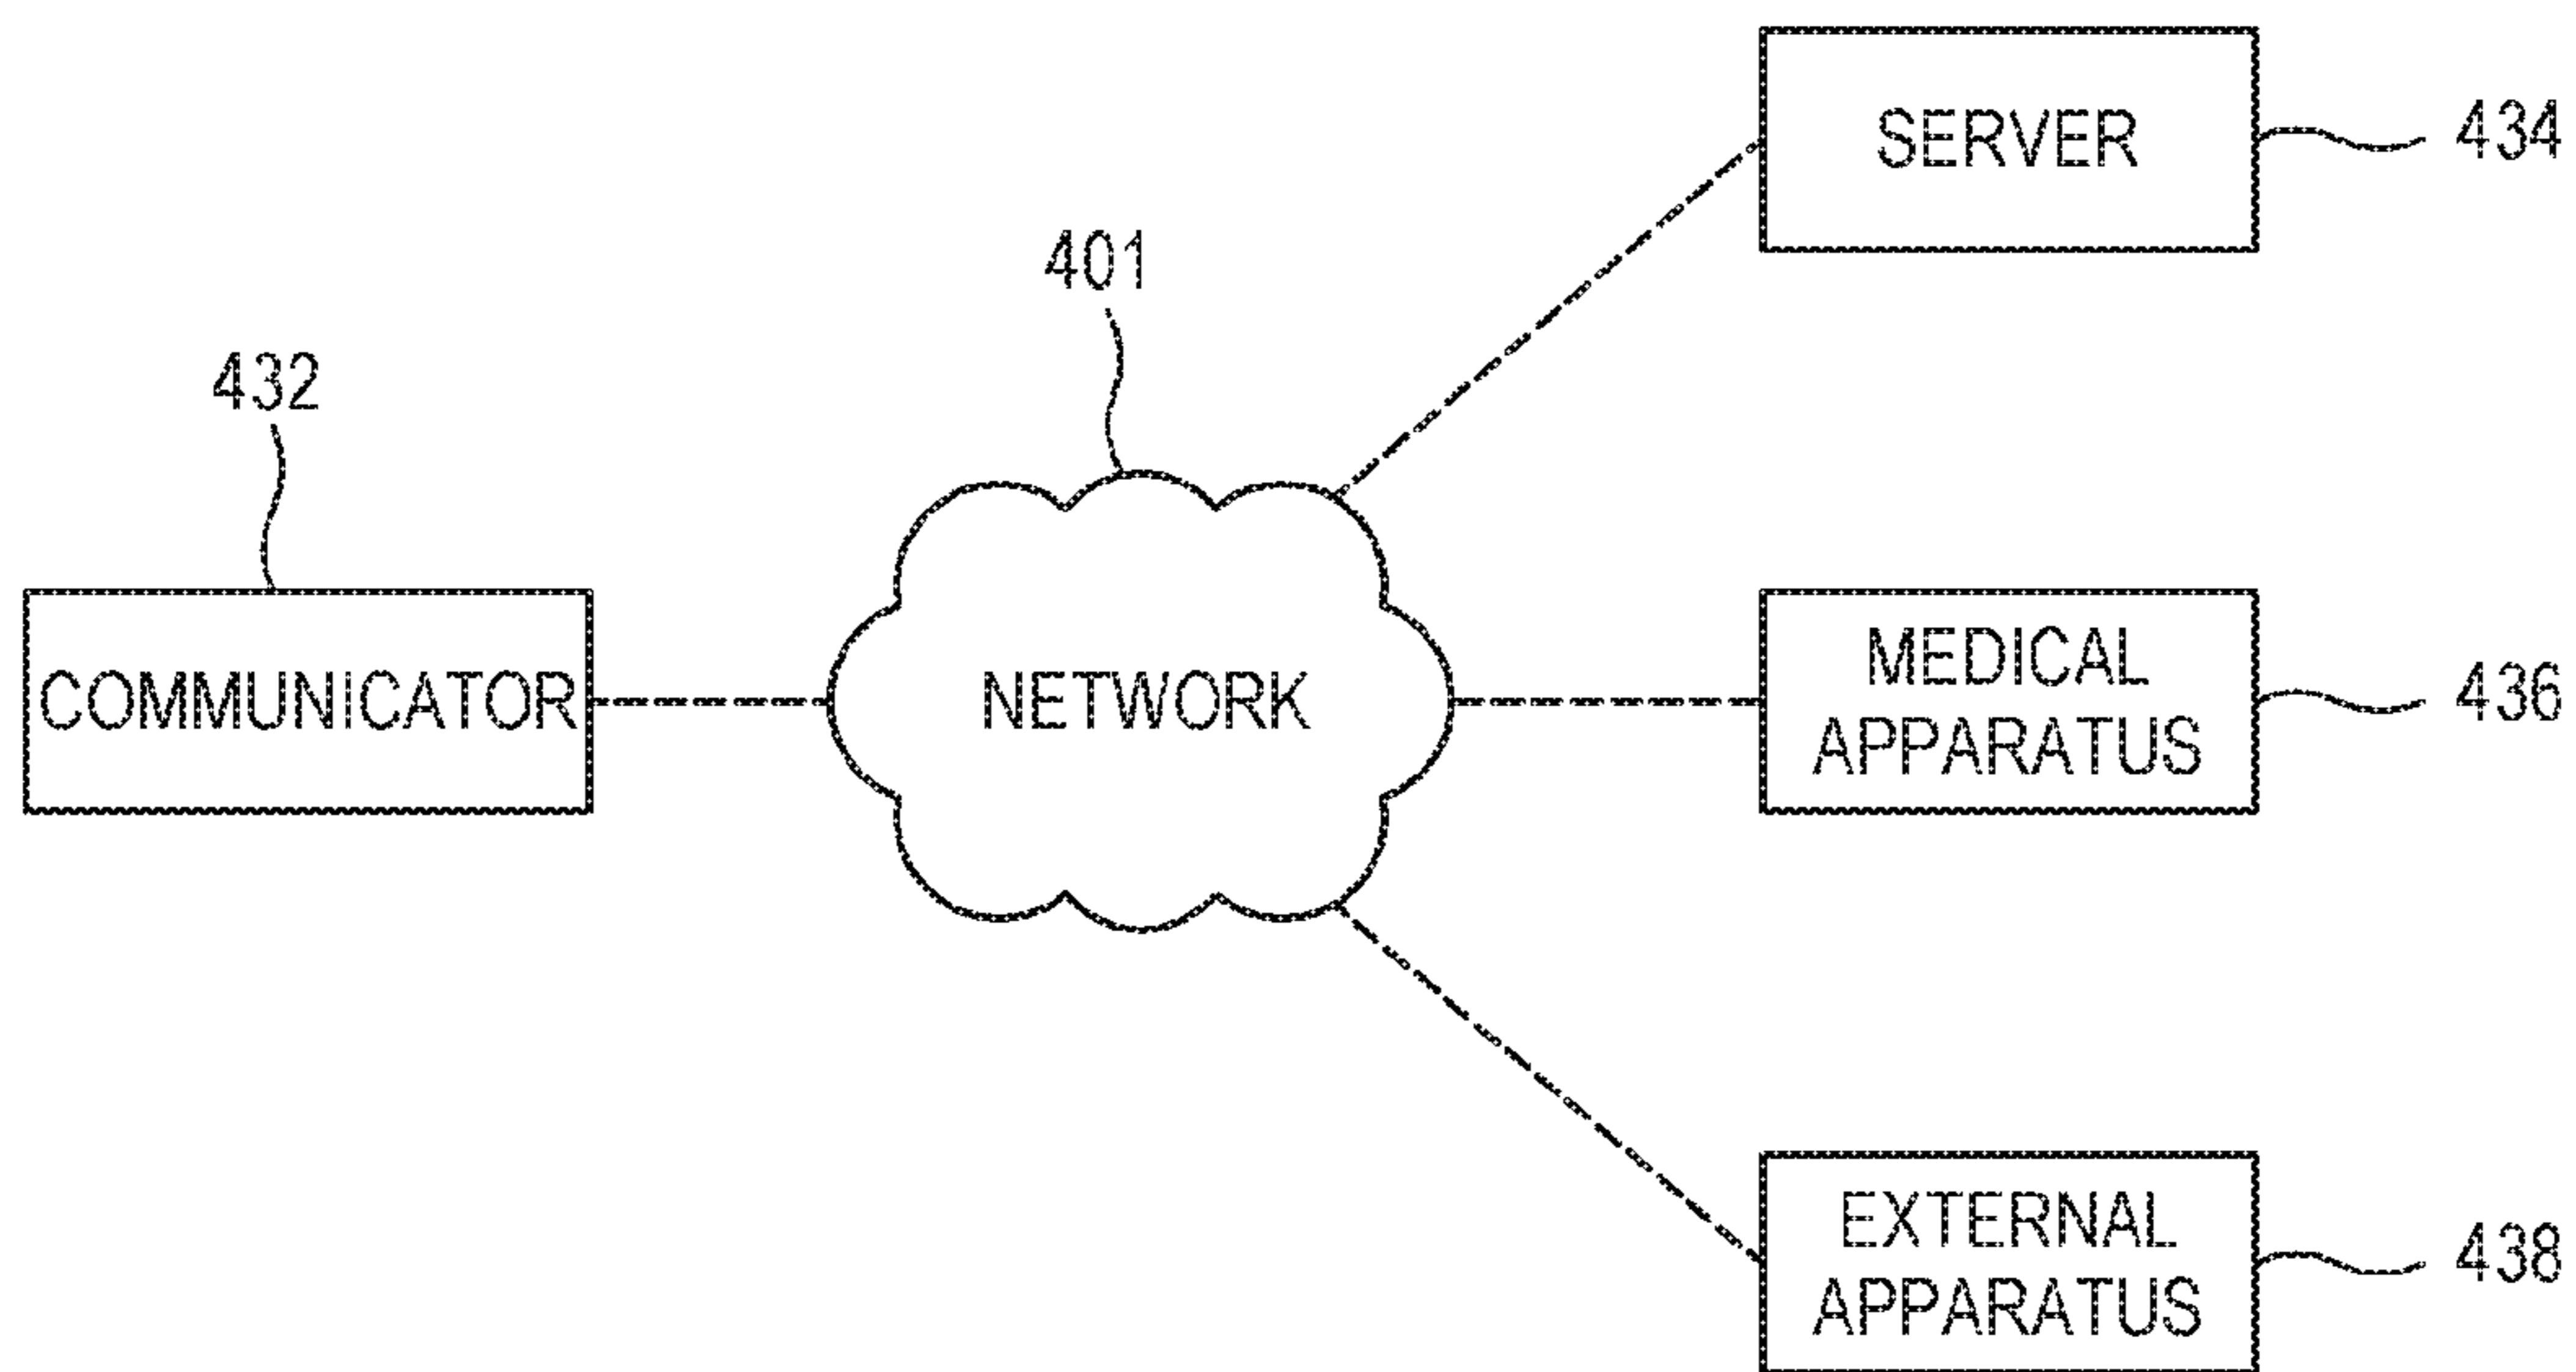 SERVER
434
401
432
COMMUNICATOR
NETWORK
MEDICAL
APPARATUS
436
EXTERNAL
APPARATUS
438